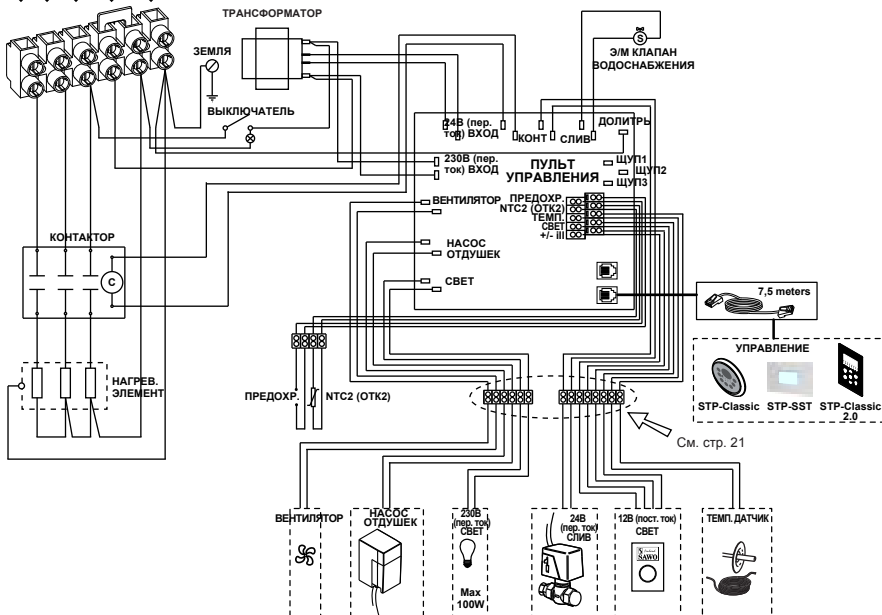 ТРАНСФОРМАТОР
ЗЕМЛЯ
ВЫКЛЮЧАТЕЛЬ
S
Э/М КЛАПАН
ВОДОСНАБЖЕНИЯ
24В (пер.
ток) ВХОД
КОНТ
СЛИВ
ДОЛИТРЬ
230В (пер.
ток) ВХОД
ПУЛЬТ
УПРАВЛЕНИЯ
ЩУП1
ЩУП2
ЩУП3
ВЕНТИЛЯТОР
ПРЕДОХР.
NTC2 (ОТК2)
ТЕМП.
СВЕТ
+/- ill
НАСОС
ОТДУШЕК
СВЕТ
КОНТАКТОР
C
7,5 meters
УПРАВЛЕНИЕ
STP-Classic
STP-SST
STP-Classic
2.0
НАГРЕВ.
ЭЛЕМЕНТ
ПРЕДОХР.
NTC2 (ОТК2)
См. стр. 21
ВЕНТИЛЯТОР
НАСОС
ОТДУШЕК
230В
(пер. ток)
СВЕТ
Max
100W
24В
(пер. ток)
СЛИВ
12В (пост. ток)
СВЕТ
SAWO
ТЕМП. ДАТЧИК